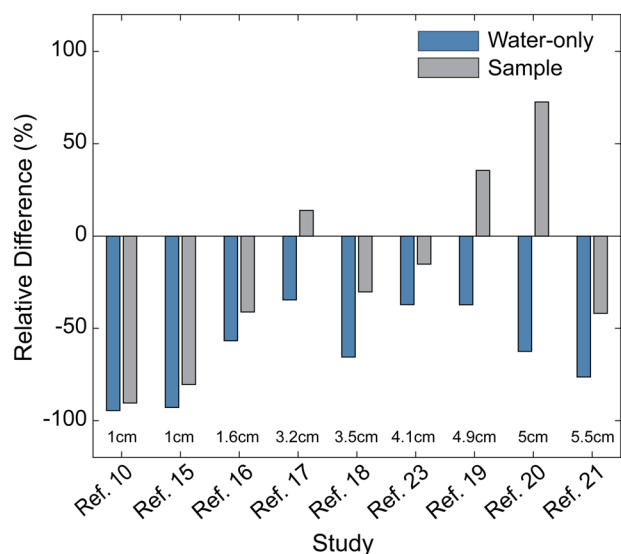 Water-only
Sample
Relative Difference (%)
100
50
0
-50
-100
1cm 1cm 1.6cm 3.2cm 3.5cm 4.1cm 4.9cm 5cm 5.5cm
Ref. 10 Ref. 15 Ref. 16 Ref. 17 Ref. 18 Ref. 23 Ref. 19 Ref. 20 Ref. 21
Study